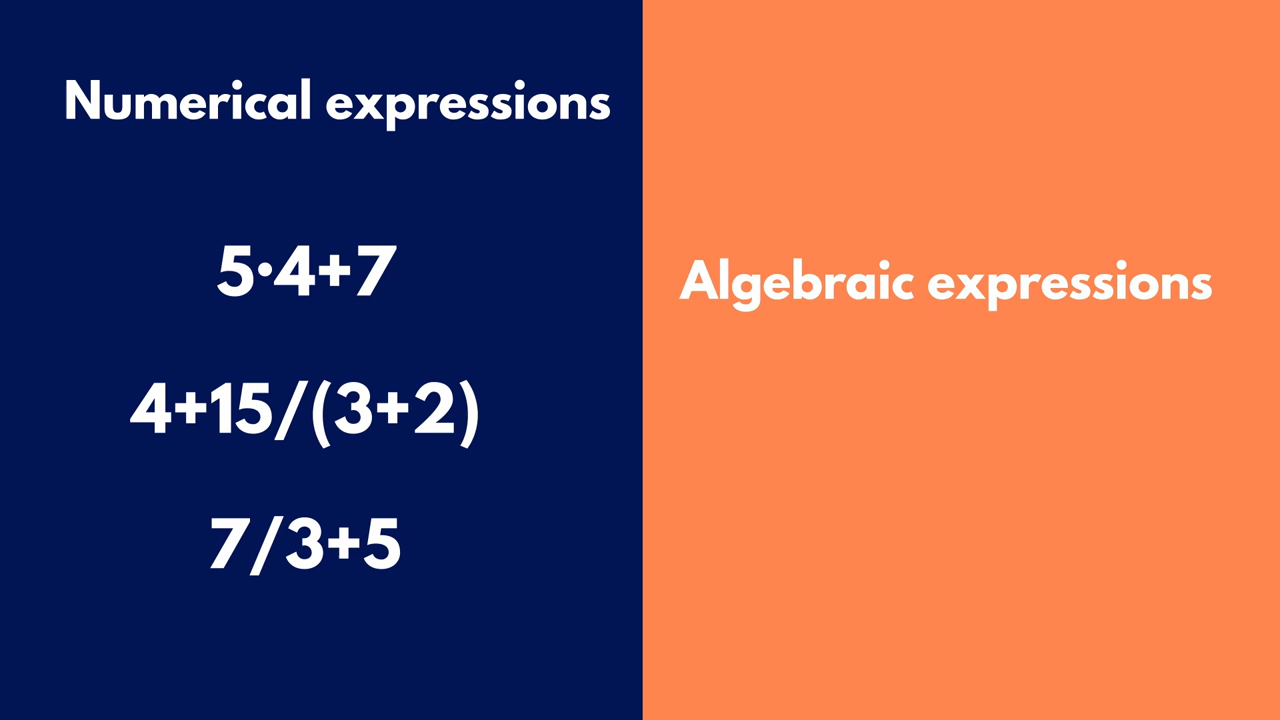 Numerical expressions
5·4+7
4+15/(3+2)
7/3+5
Algebraic expressions